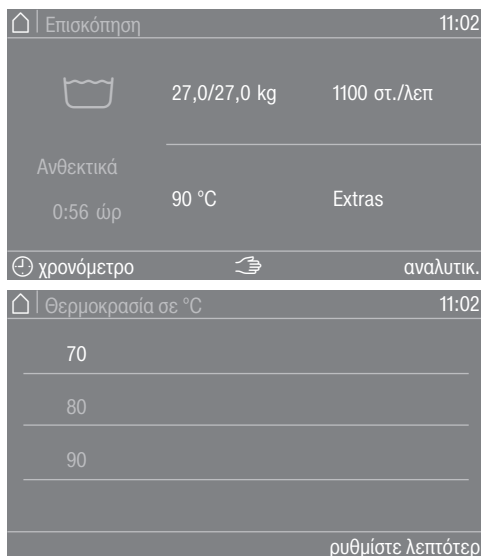 Επισκόπηση 11:02
27,0/27,0 kg 1100 στ./λεπ
Ανθεκτικά
0:56 ώρ
90 °C Extras
χρονόμετρο αναλυτικ.
Θερμοκρασία σε °C 11:02
70
80
90
ρυθμίστε λεπτότερ